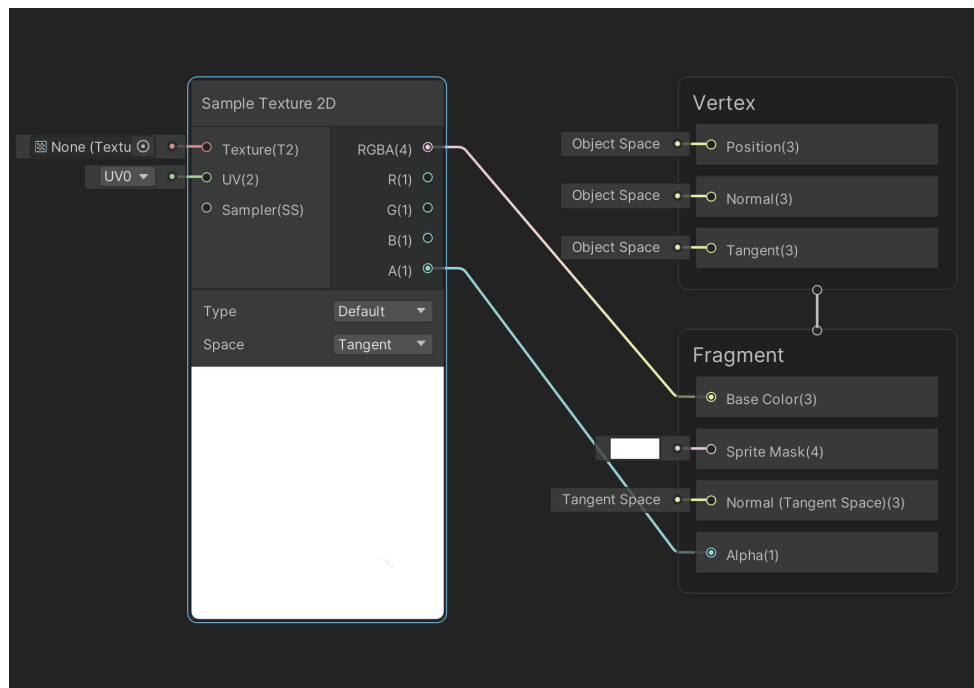 Sample Texture 2D
None (Textu
Texture(T2)
RGBA(4)
UV0
UV(2)
R(1)
Sampler(SS)
G(1)
B(1)
A(1)
Type
Default
Space
Tangent
Vertex
Object Space
Position(3)
Object Space
Normal(3)
Object Space
Tangent(3)
Fragment
Base Color(3)
Sprite Mask(4)
Tangent Space
Normal (Tangent Space)(3)
Alpha(1)